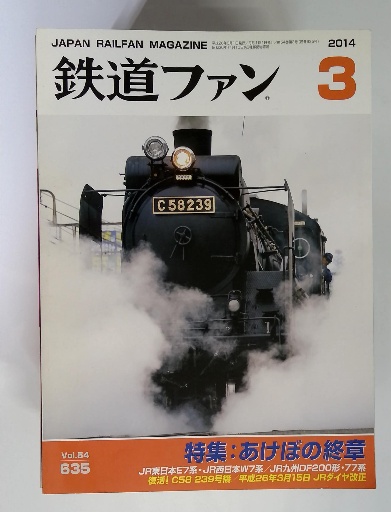 JAPAN RAILFAN MAGAZINE
2014
鉄道ファン
3
C58239
特集:あけぼの終章
Vol.54
635
JR東日本E7系・JR西日本W7系/JR九州DF200形・77系
復活! C58 239号機/平成26年3月15日 JRダイヤ改正